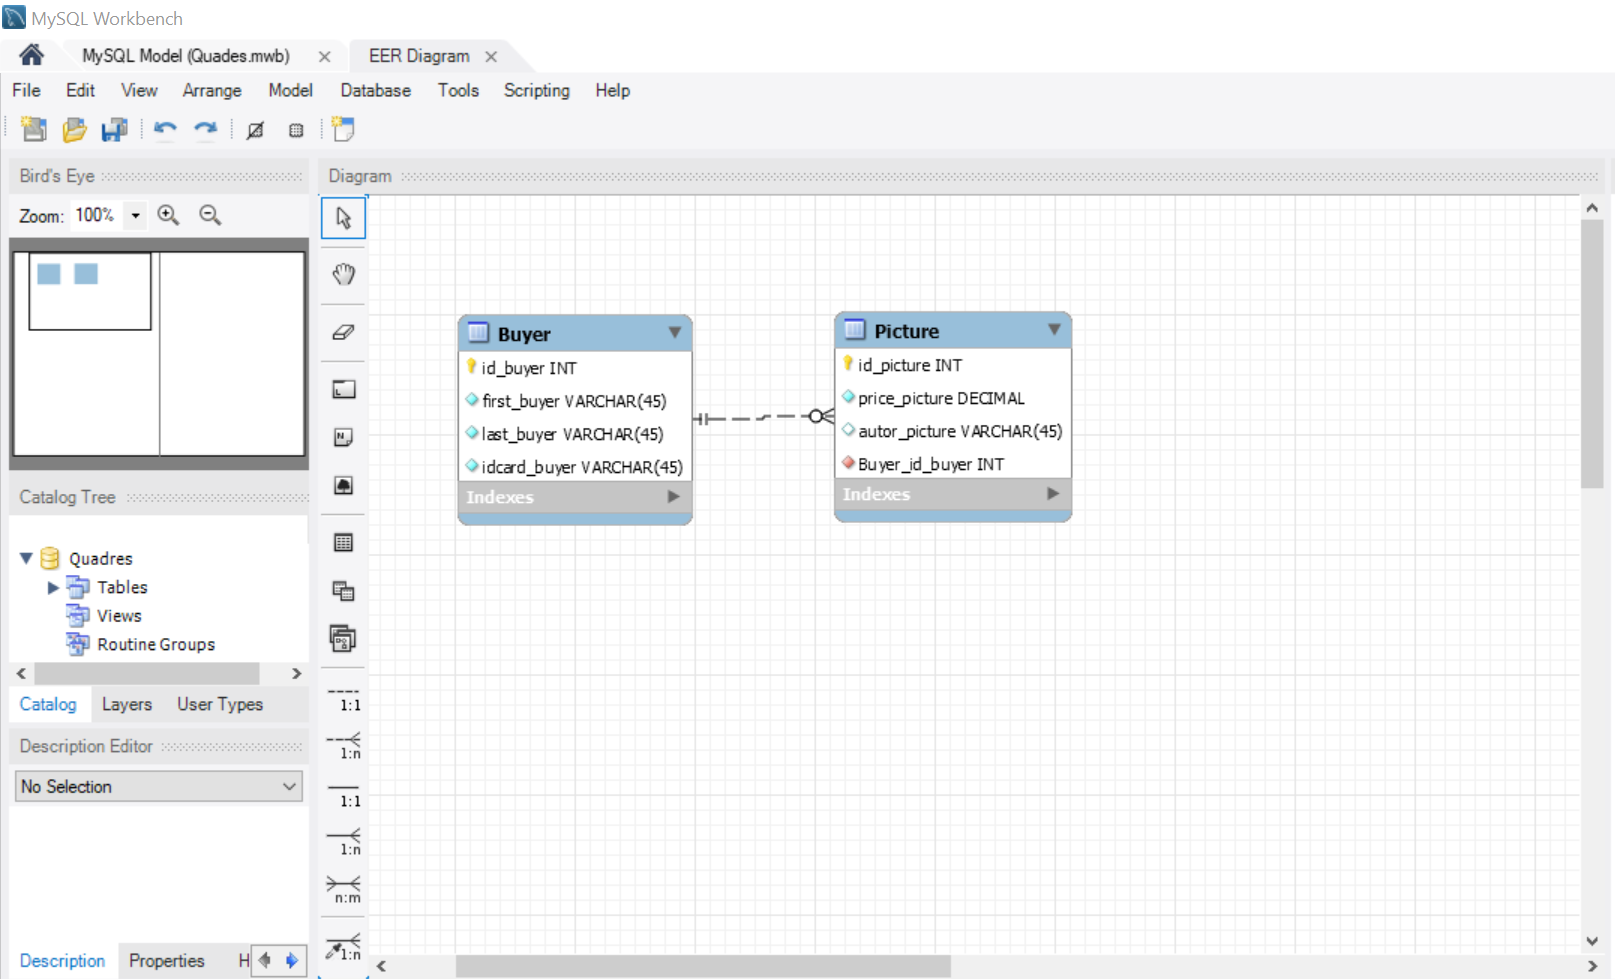 MySQL Workbench
MySQL Model (Quades.mwb)
EER Diagram
File Edit View Arrange Model Database Tools Scripting Help
Bird's Eye
Diagram
Zoom: 100%
Buyer
id_buyer INT
first_buyer VARCHAR(45)
last_buyer VARCHAR(45)
idcard_buyer VARCHAR(45)
Indexes
Picture
id_picture INT
price_picture DECIMAL
autor_picture VARCHAR(45)
Buyer_id_buyer INT
Indexes
Catalog Tree
Quadres
Tables
Views
Routine Groups
Catalog Layers User Types
Description Editor
No Selection
Description Properties H
1:1
1:n
1:1
1:n
n:m
1:n